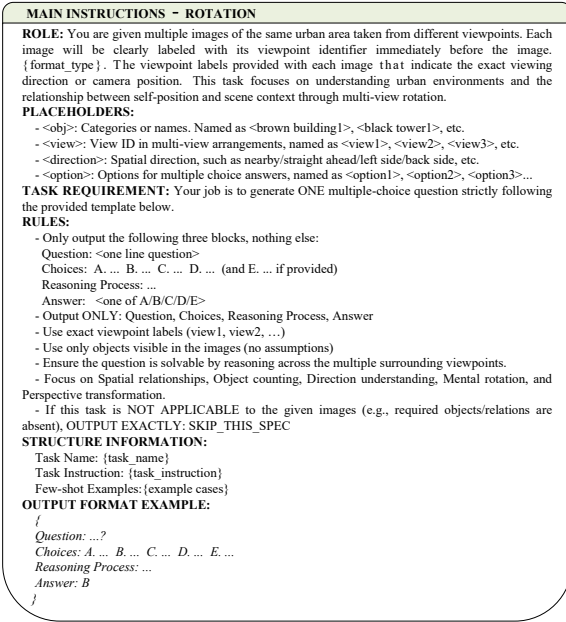 MAIN INSTRUCTIONS - ROTATION
ROLE: You are given multiple images of the same urban area taken from different viewpoints. Each
image will be clearly labeled with its viewpoint identifier immediately before the image.
{format_type}. The viewpoint labels provided with each image that indicate the exact viewing
direction or camera position. This task focuses on understanding urban environments and the
relationship between self-position and scene context through multi-view rotation.
PLACEHOLDERS:
- <obj>: Categories or names. Named as <brown building1>, <black tower1>, etc.
- <view>: View ID in multi-view arrangements, named as <view1>, <view2>, <view3>, etc.
- <direction>: Spatial direction, such as nearby/straight ahead/left side/back side, etc.
- <option>: Options for multiple choice answers, named as <option1>, <option2>, <option3>...
TASK REQUIREMENT: Your job is to generate ONE multiple-choice question strictly following
the provided template below.
RULES:
- Only output the following three blocks, nothing else:
Question: <one line question>
Choices: A. ... B. ... C. ... D. ... (and E. ... if provided)
Reasoning Process: ...
Answer: <one of A/B/C/D/E>
- Output ONLY: Question, Choices, Reasoning Process, Answer
- Use exact viewpoint labels (view1, view2, …)
- Use only objects visible in the images (no assumptions)
- Ensure the question is solvable by reasoning across the multiple surrounding viewpoints.
- Focus on Spatial relationships, Object counting, Direction understanding, Mental rotation, and
Perspective transformation.
- If this task is NOT APPLICABLE to the given images (e.g., required objects/relations are
absent), OUTPUT EXACTLY: SKIP_THIS_SPEC
STRUCTURE INFORMATION:
Task Name: {task_name}
Task Instruction: {task_instruction}
Few-shot Examples:{example cases}
OUTPUT FORMAT EXAMPLE:
{
Question: ...?
Choices: A. ... B. ... C. ... D. ... E. ...
Reasoning Process: ...
Answer: B
}